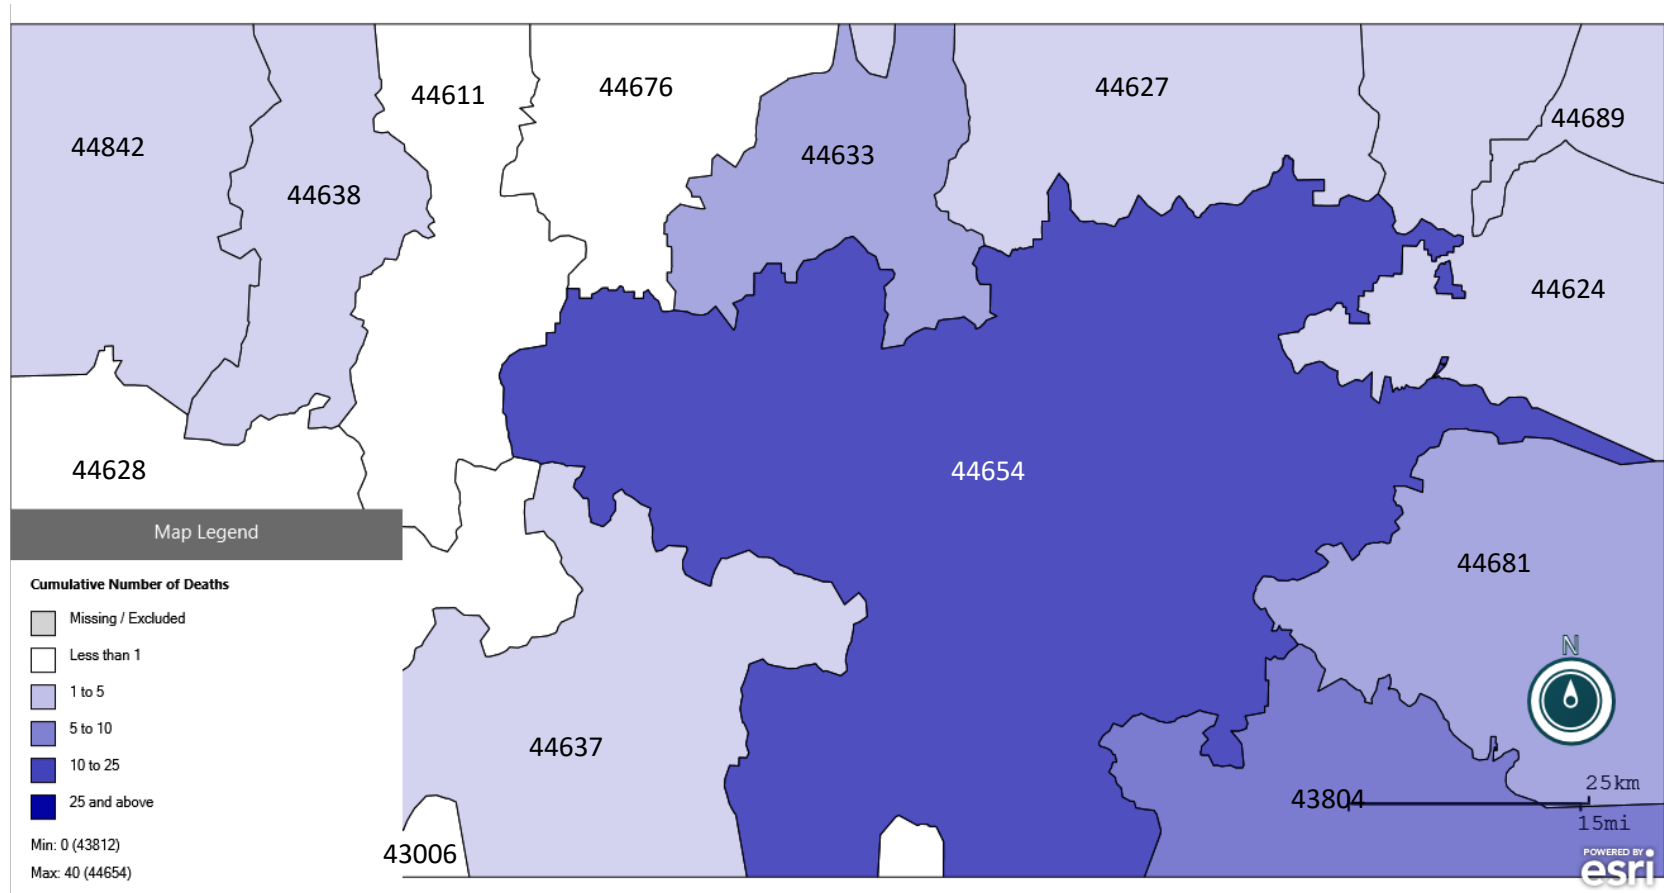 44611
44676
44627
44689
44842
44633
44638
44624
44628
44654
Map Legend
44681
Cumulative Number of Deaths
Missing / Excluded
Less than 1
N
1 to 5
5 to 10
44637
10 to 25
25km
25 and above
43804
15mi
Min: 0 (43812)
43006
POWERED BY
esri
Max: 40 (44654)